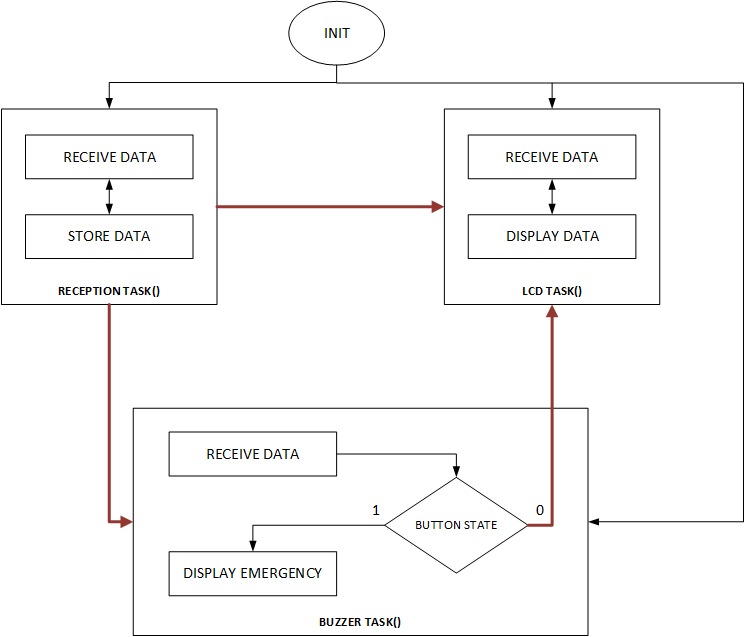 INIT
RECEIVE DATA
STORE DATA
RECEPTION TASK()
RECEIVE DATA
DISPLAY DATA
LCD TASK()
RECEIVE DATA
1
BUTTON STATE
0
DISPLAY EMERGENCY
BUZZER TASK()